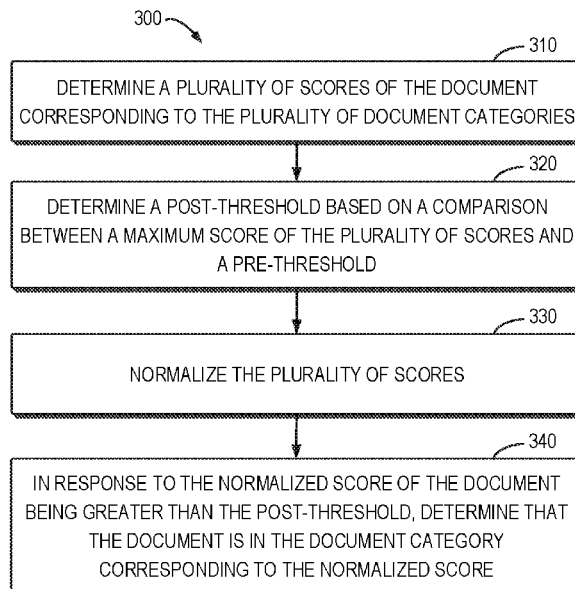 300
310
DETERMINE A PLURALITY OF SCORES OF THE DOCUMENT
CORRESPONDING TO THE PLURALITY OF DOCUMENT CATEGORIES
320
DETERMINE A POST-THRESHOLD BASED ON A COMPARISON
BETWEEN A MAXIMUM SCORE OF THE PLURALITY OF SCORES AND
A PRE-THRESHOLD
330
NORMALIZE THE PLURALITY OF SCORES
340
IN RESPONSE TO THE NORMALIZED SCORE OF THE DOCUMENT
BEING GREATER THAN THE POST-THRESHOLD, DETERMINE THAT
THE DOCUMENT IS IN THE DOCUMENT CATEGORY
CORRESPONDING TO THE NORMALIZED SCORE